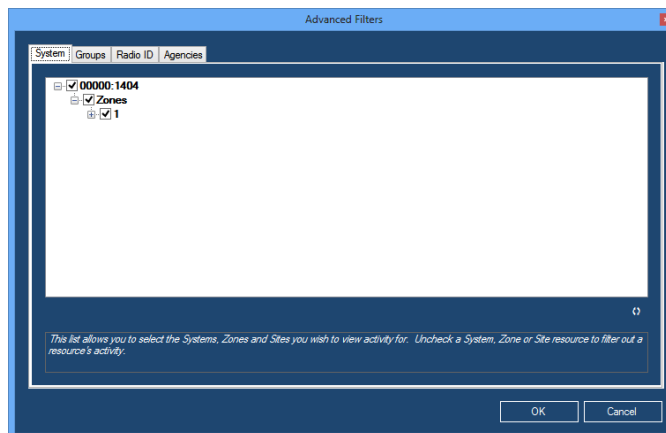 Advanced Filters
System Groups Radio ID Agencies
00000:1404
Zones
1
This list allows you to select the Systems, Zones and Sites you wish to view activity for. Uncheck a System, Zone or Site resource to filter out a
resource's activity.
OK Cancel